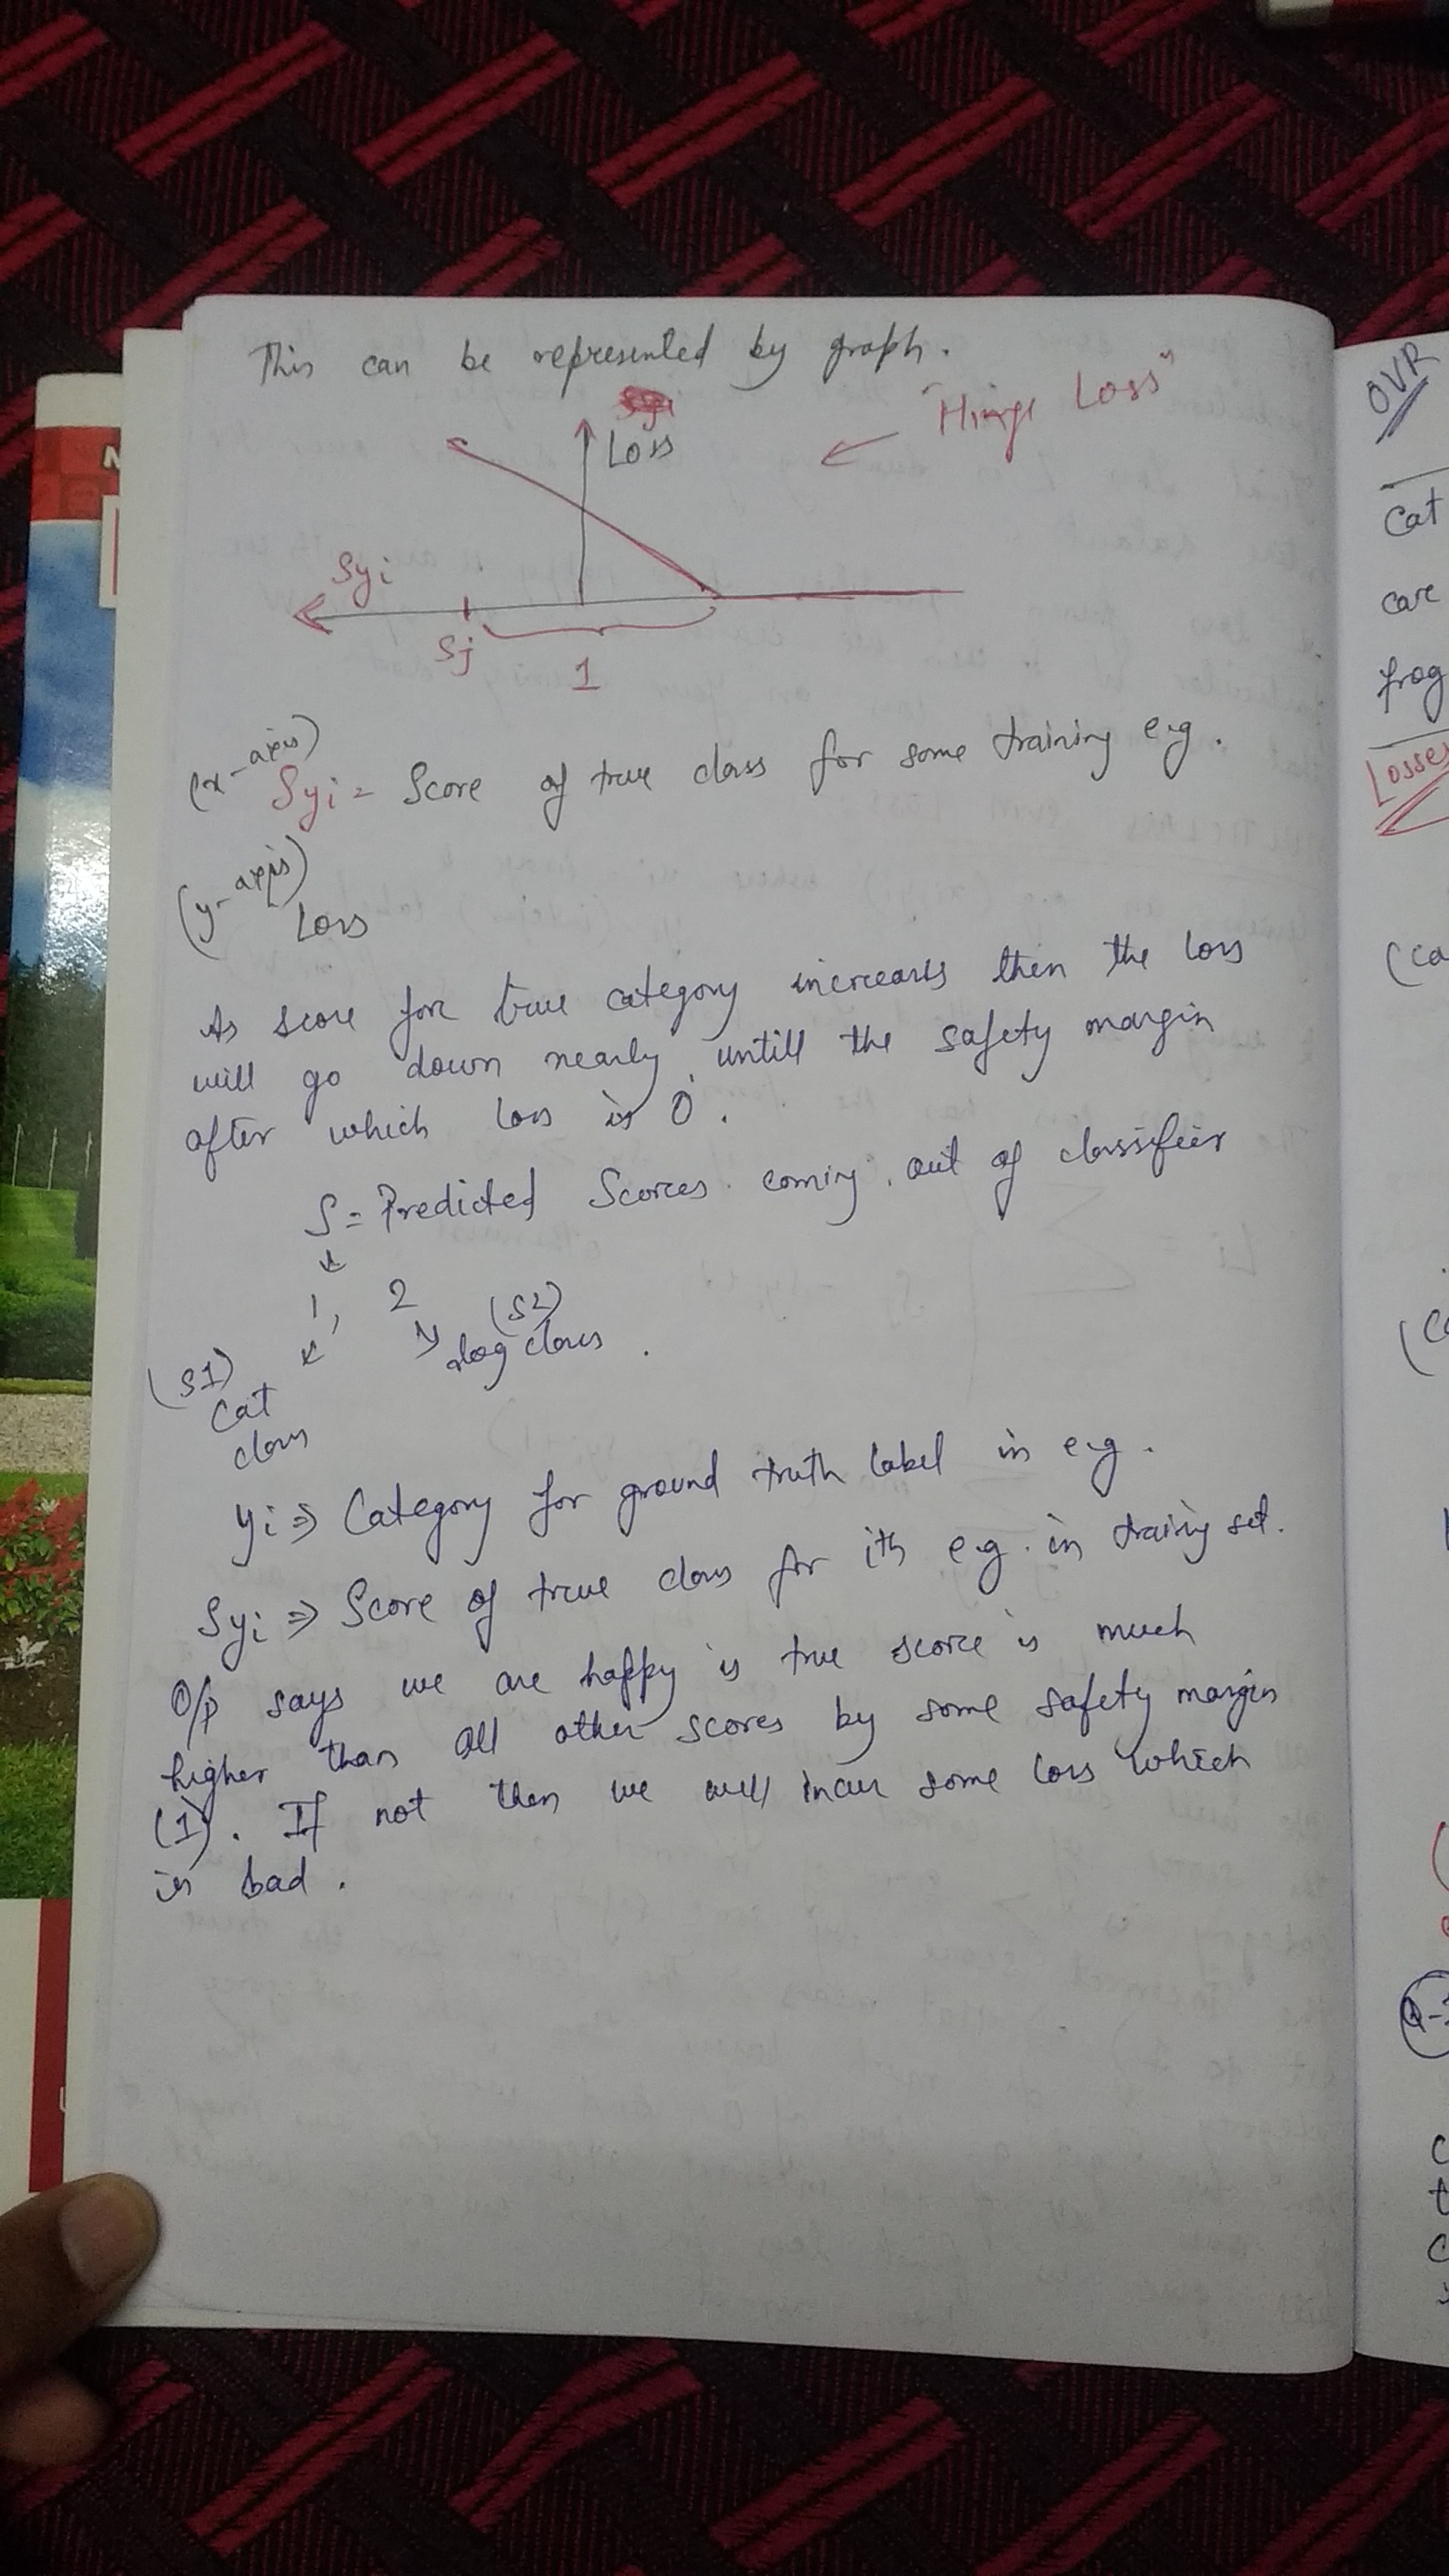 This can be represented by graph.
"Hinge Loss"
Loss
Syi
Sj
1
(x-axis)
Syi = Score of true class for some training e.g.
(y-axis)
Loss
As score for true category increases then the loss
will go down nearly untill the safety margin
after which loss is 0.
S = Predicted Scores coming out of classifier
1, 2
(S1) (S2)
dog class.
Cat
class
yi => Category for ground truth label in e.g.
Syi => Score of true class for ith e.g. in training set.
O/p says we are happy is true score is much
higher than all other scores by some safety margin
(1). If not then we will incur some loss which
is bad.
OVR
Cat
care
frog
Losses